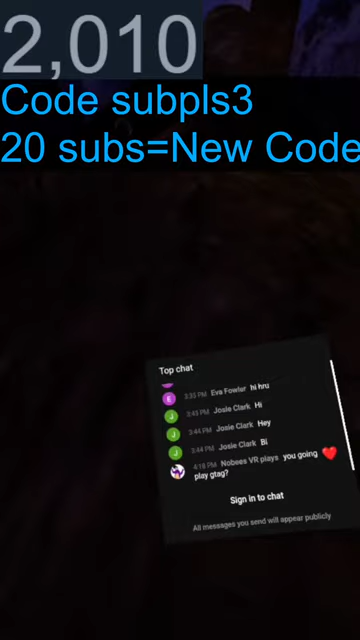 2,010
Code subpls3
20 subs=New Code
Top chat
E 3:35 PM Eva Fowler hi hru
J 3:43 PM Josie Clark Hi
J 3:44 PM Josie Clark Hey
J 3:44 PM Josie Clark Bi
4:19 PM Nobees VR plays you going
play gtag?
Sign in to chat
All messages you send will appear publicly